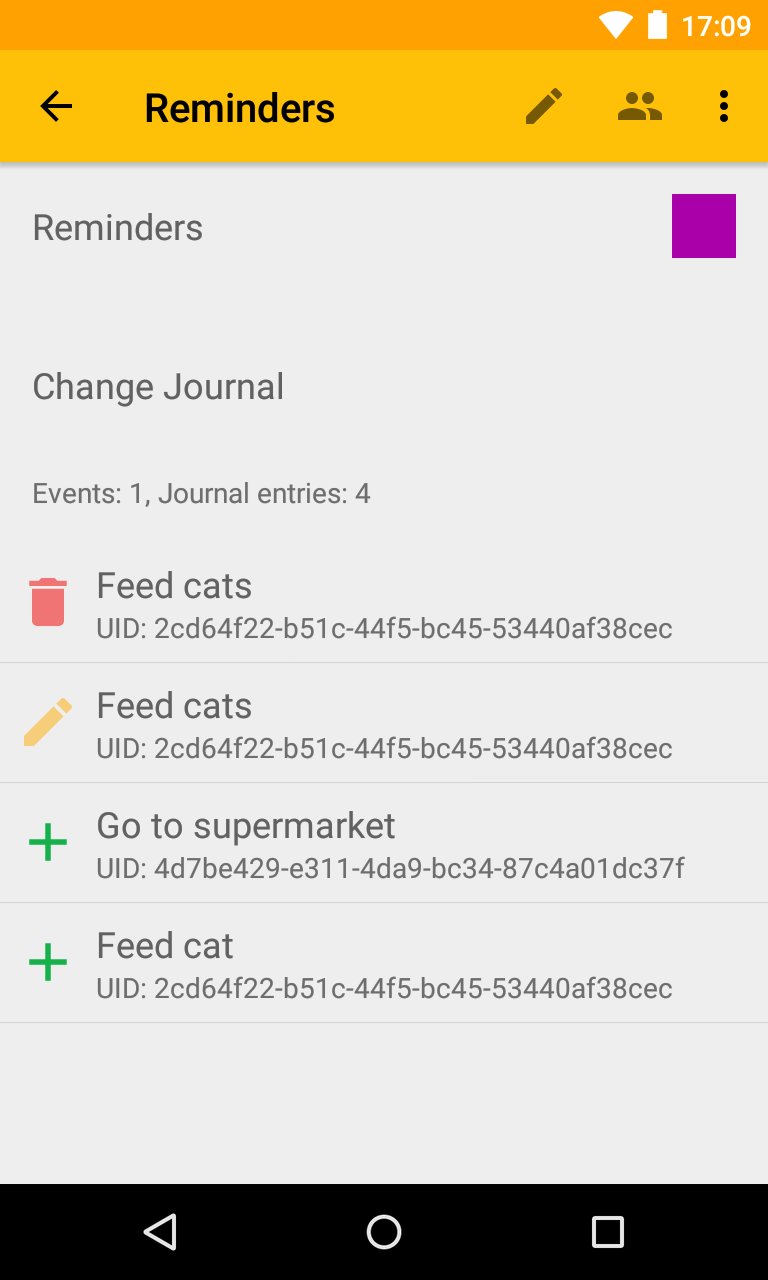 17:09
Reminders
Reminders
Change Journal
Events: 1, Journal entries: 4
Feed cats
UID: 2cd64f22-b51c-44f5-bc45-53440af38cec
Feed cats
UID: 2cd64f22-b51c-44f5-bc45-53440af38cec
Go to supermarket
UID: 4d7be429-e311-4da9-bc34-87c4a01dc37f
Feed cat
UID: 2cd64f22-b51c-44f5-bc45-53440af38cec